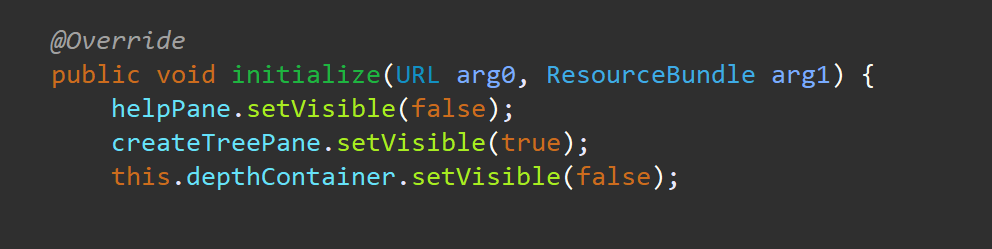 @Override
public void initialize(URL arg0, ResourceBundle arg1) {
    helpPane.setVisible(false);
    createTreePane.setVisible(true);
    this.depthContainer.setVisible(false);